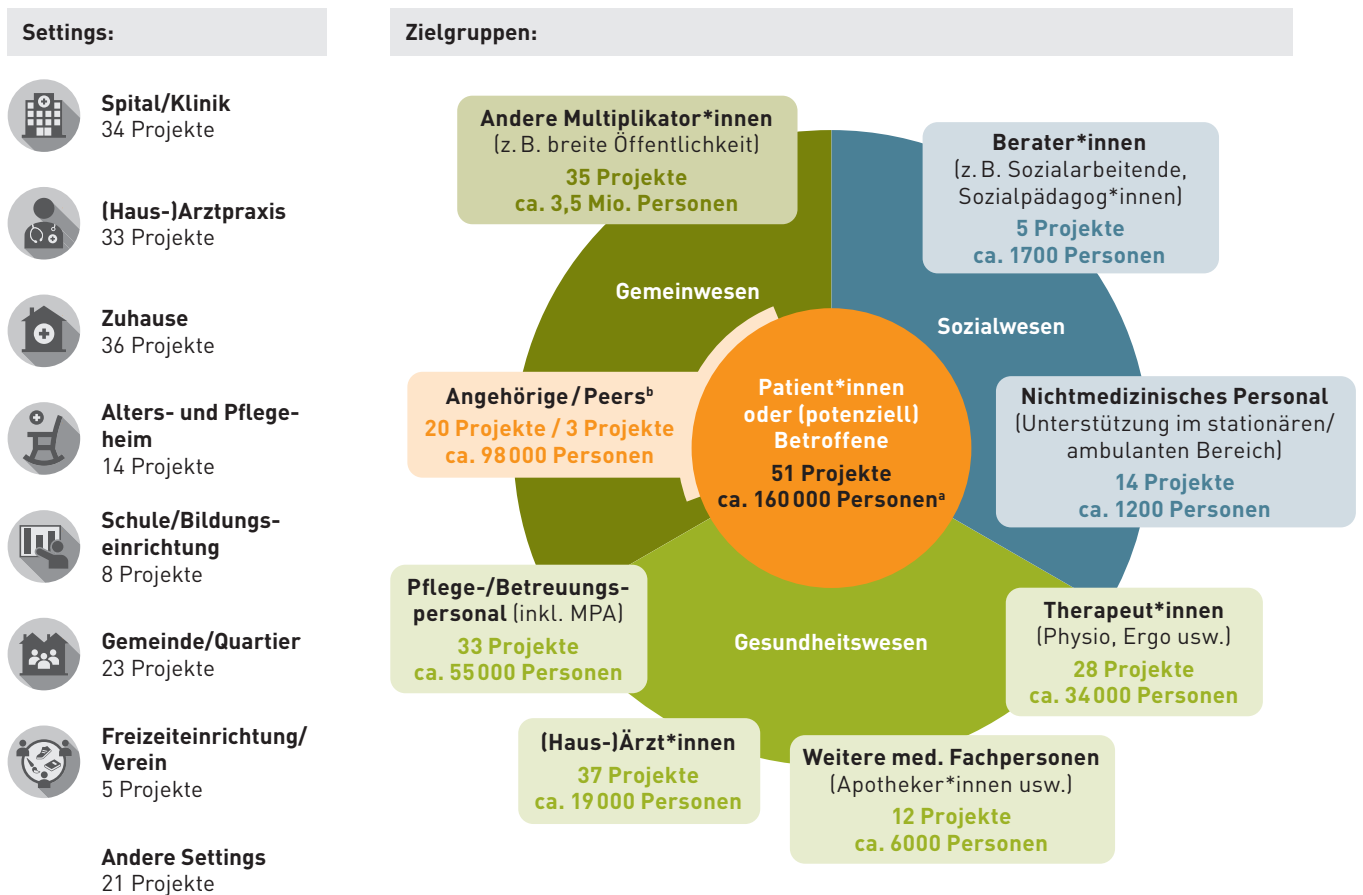 Settings:
Spital/Klinik
34 Projekte
(Haus-)Arztpraxis
33 Projekte
Zuhause
36 Projekte
Alters- und Pflege-
heim
14 Projekte
Schule/Bildungs-
einrichtung
8 Projekte
Gemeinde/Quartier
23 Projekte
Freizeiteinrichtung/
Verein
5 Projekte
Andere Settings
21 Projekte
Zielgruppen:
Andere Multiplikator*innen
(z. B. breite Öffentlichkeit)
35 Projekte
ca. 3,5 Mio. Personen
Berater*innen
(z. B. Sozialarbeitende,
Sozialpädagog*innen)
5 Projekte
ca. 1700 Personen
Gemeinwesen
Sozialwesen
Angehörige / Peersᵇ
20 Projekte / 3 Projekte
ca. 98 000 Personen
Patient*innen
oder (potenziell)
Betroffene
51 Projekte
ca. 160 000 Personenᵃ
Nichtmedizinisches Personal
(Unterstützung im stationären/
ambulanten Bereich)
14 Projekte
ca. 1200 Personen
Pflege-/Betreuungs-
personal (inkl. MPA)
33 Projekte
ca. 55 000 Personen
Gesundheitswesen
Therapeut*innen
(Physio, Ergo usw.)
28 Projekte
ca. 34 000 Personen
(Haus-)Ärzt*innen
37 Projekte
ca. 19 000 Personen
Weitere med. Fachpersonen
(Apotheker*innen usw.)
12 Projekte
ca. 6000 Personen